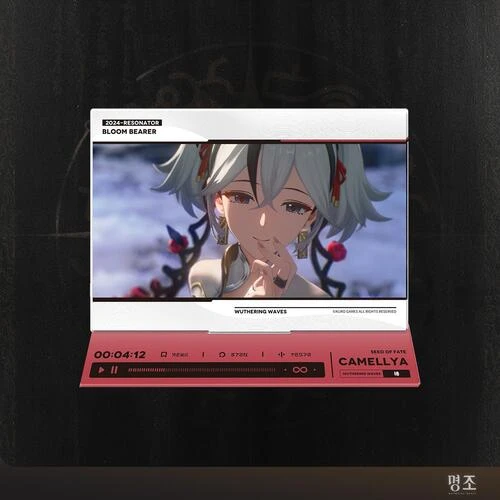 2024-RESONATOR
BLOOM BEARER
WUTHERING WAVES
©KURO GAMES ALL RIGHTS RESERVED
00:04:12
SEED OF FATE
CAMELLYA
WUTHERING WAVES
명조